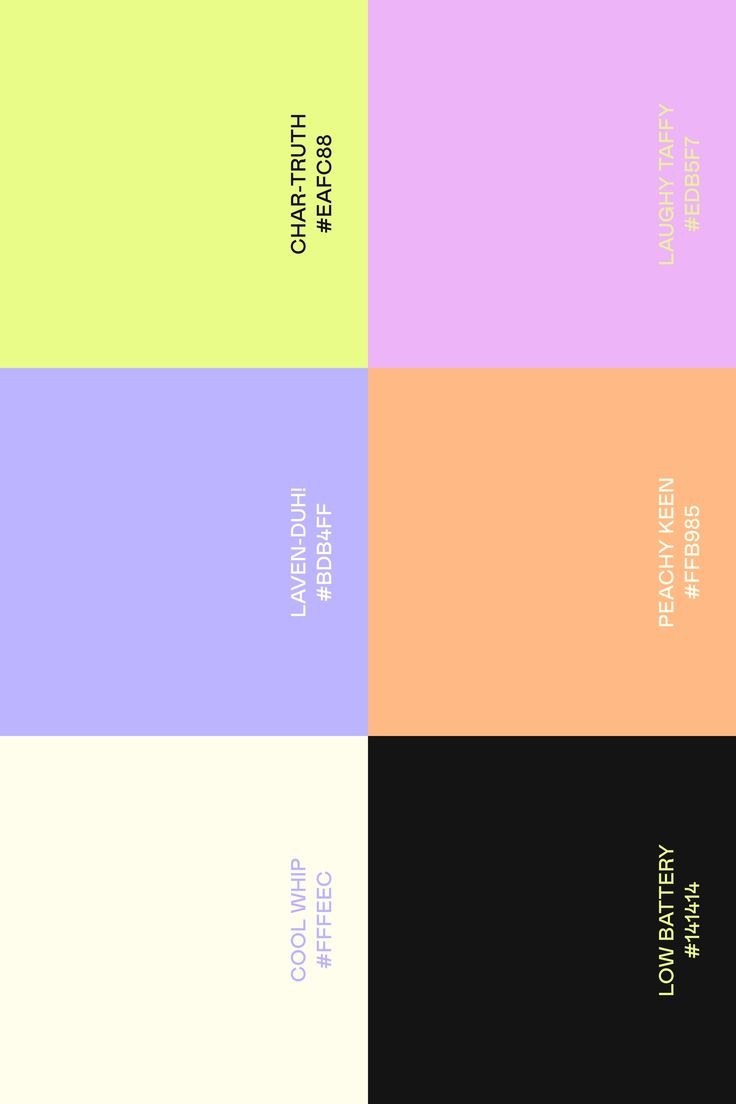 CHAR-TRUTH
#EAFC88
LAUGHY TAFFY
#EDB5F7
LAVEN-DUH!
#BDB4FF
PEACHY KEEN
#FFB985
COOL WHIP
#FFFEEC
LOW BATTERY
#141414